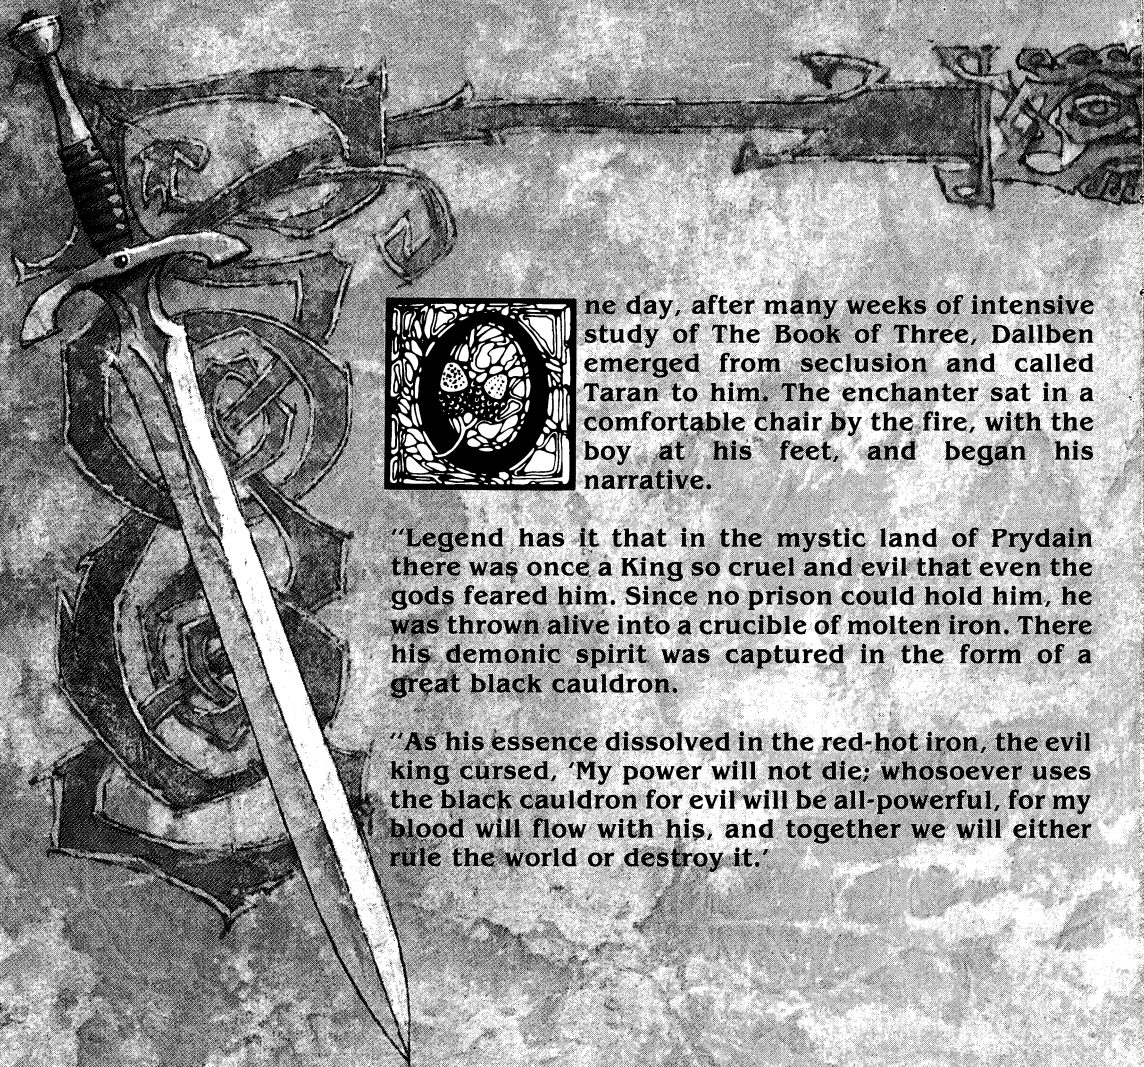 One day, after many weeks of intensive
study of The Book of Three, Dallben
emerged from seclusion and called
Taran to him. The enchanter sat in a
comfortable chair by the fire, with the
boy at his feet, and began his
narrative.
"Legend has it that in the mystic land of Prydain
there was once a King so cruel and evil that even the
gods feared him. Since no prison could hold him, he
was thrown alive into a crucible of molten iron. There
his demonic spirit was captured in the form of a
great black cauldron.
"As his essence dissolved in the red-hot iron, the evil
king cursed, 'My power will not die; whosoever uses
the black cauldron for evil will be all-powerful, for my
blood will flow with his, and together we will either
rule the world or destroy it.'